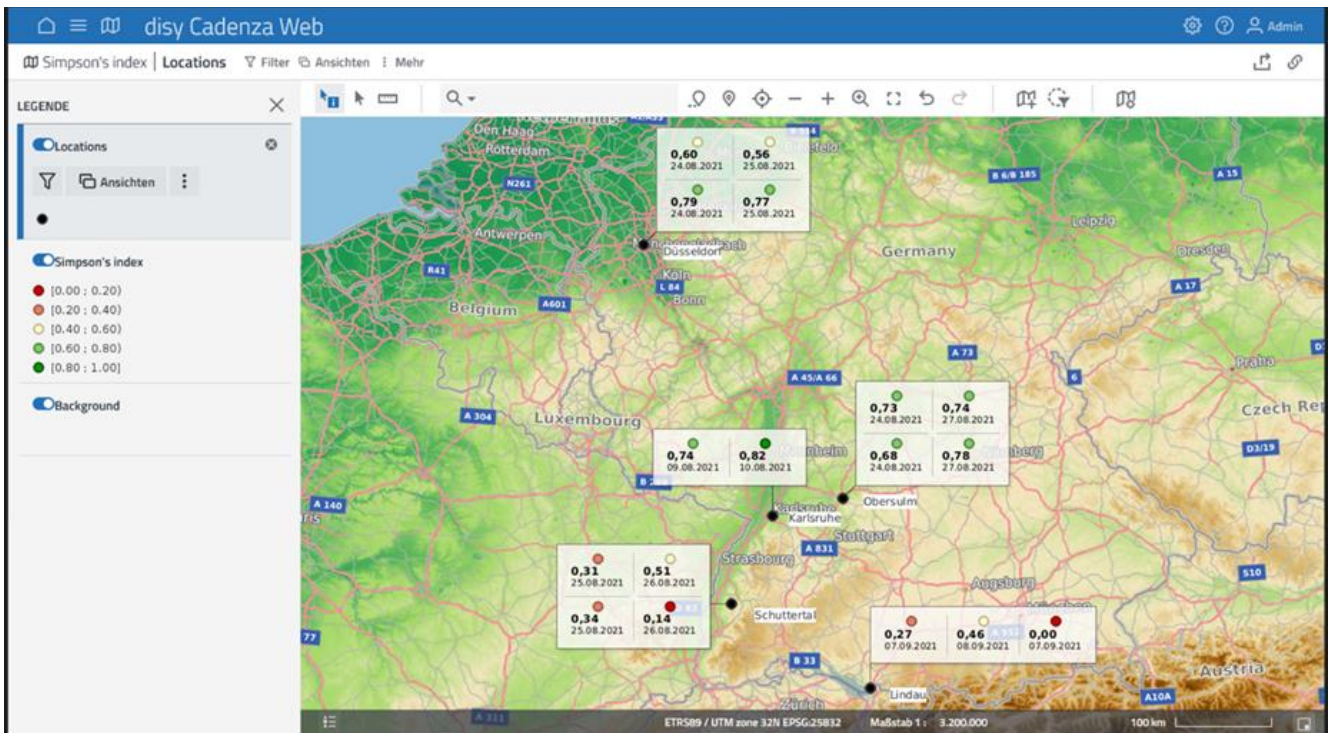 disy Cadenza Web
Admin
Simpson's index | Locations Filter Ansichten Mehr
LEGENDE
Locations
Ansichten
Simpson's index
[0.00 ; 0.20)
[0.20 ; 0.40)
[0.40 ; 0.60)
[0.60 ; 0.80)
[0.80 ; 1.00]
Background
Den Haag
Rotterdam
N261
Antwerpen
R41
Belgium
A601
0,60 0,56
24.08.2021 25.08.2021
0,79 0,77
24.08.2021 25.08.2021
Düsseldorf
Köln
L 84
Bonn
B 6/B 185
A 15
Leipzig
Germany
Dresden
A 17
A 73
A 45/A 66
6
Praha
Czech Rep
D3/19
A 304
Luxembourg
0,73 0,74
24.08.2021 27.08.2021
0,68 0,78
24.08.2021 27.08.2021
0,74 0,82
09.08.2021 10.08.2021
A 140
Obersulm
Karlsruhe
Karlsruhe
Stuttgart
A 831
Strasbourg
510
Augsburg
0,31 0,51
25.08.2021 26.08.2021
0,34 0,14
25.08.2021 26.08.2021
Schuttertal
77
0,27 0,46 0,00
07.09.2021 08.09.2021 07.09.2021
B 33
Austria
Lindau
Zürich
A10A
A 311
ETRS89 / UTM zone 32N EPSG:25832 Maßstab 1 : 3.200.000 100 km